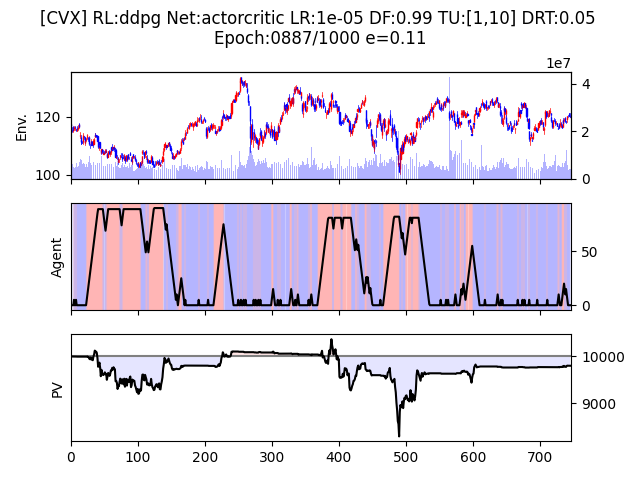 [CVX] RL:ddpg Net:actorcritic LR:1e-05 DF:0.99 TU:[1,10] DRT:0.05
Epoch:0887/1000 e=0.11
1e7
Env.
120
100
4
2
0
Agent
50
0
PV
10000
9000
0 100 200 300 400 500 600 700